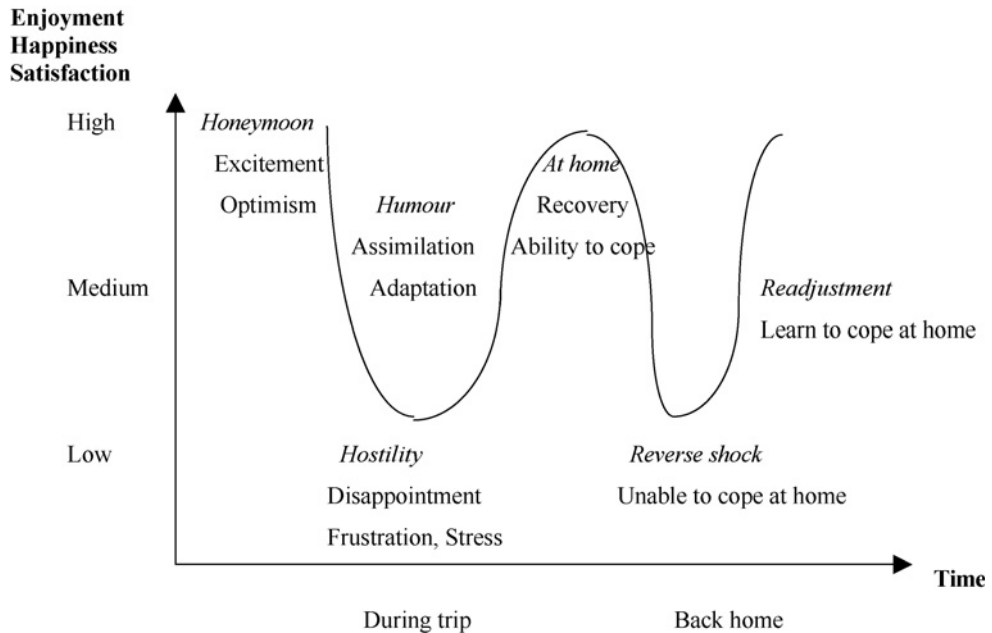 Enjoyment
Happiness
Satisfaction
High
Honeymoon
Excitement
Optimism
Humour
Assimilation
Adaptation
At home
Recovery
Ability to cope
Medium
Readjustment
Learn to cope at home
Low
Hostility
Disappointment
Frustration, Stress
Reverse shock
Unable to cope at home
Time
During trip
Back home